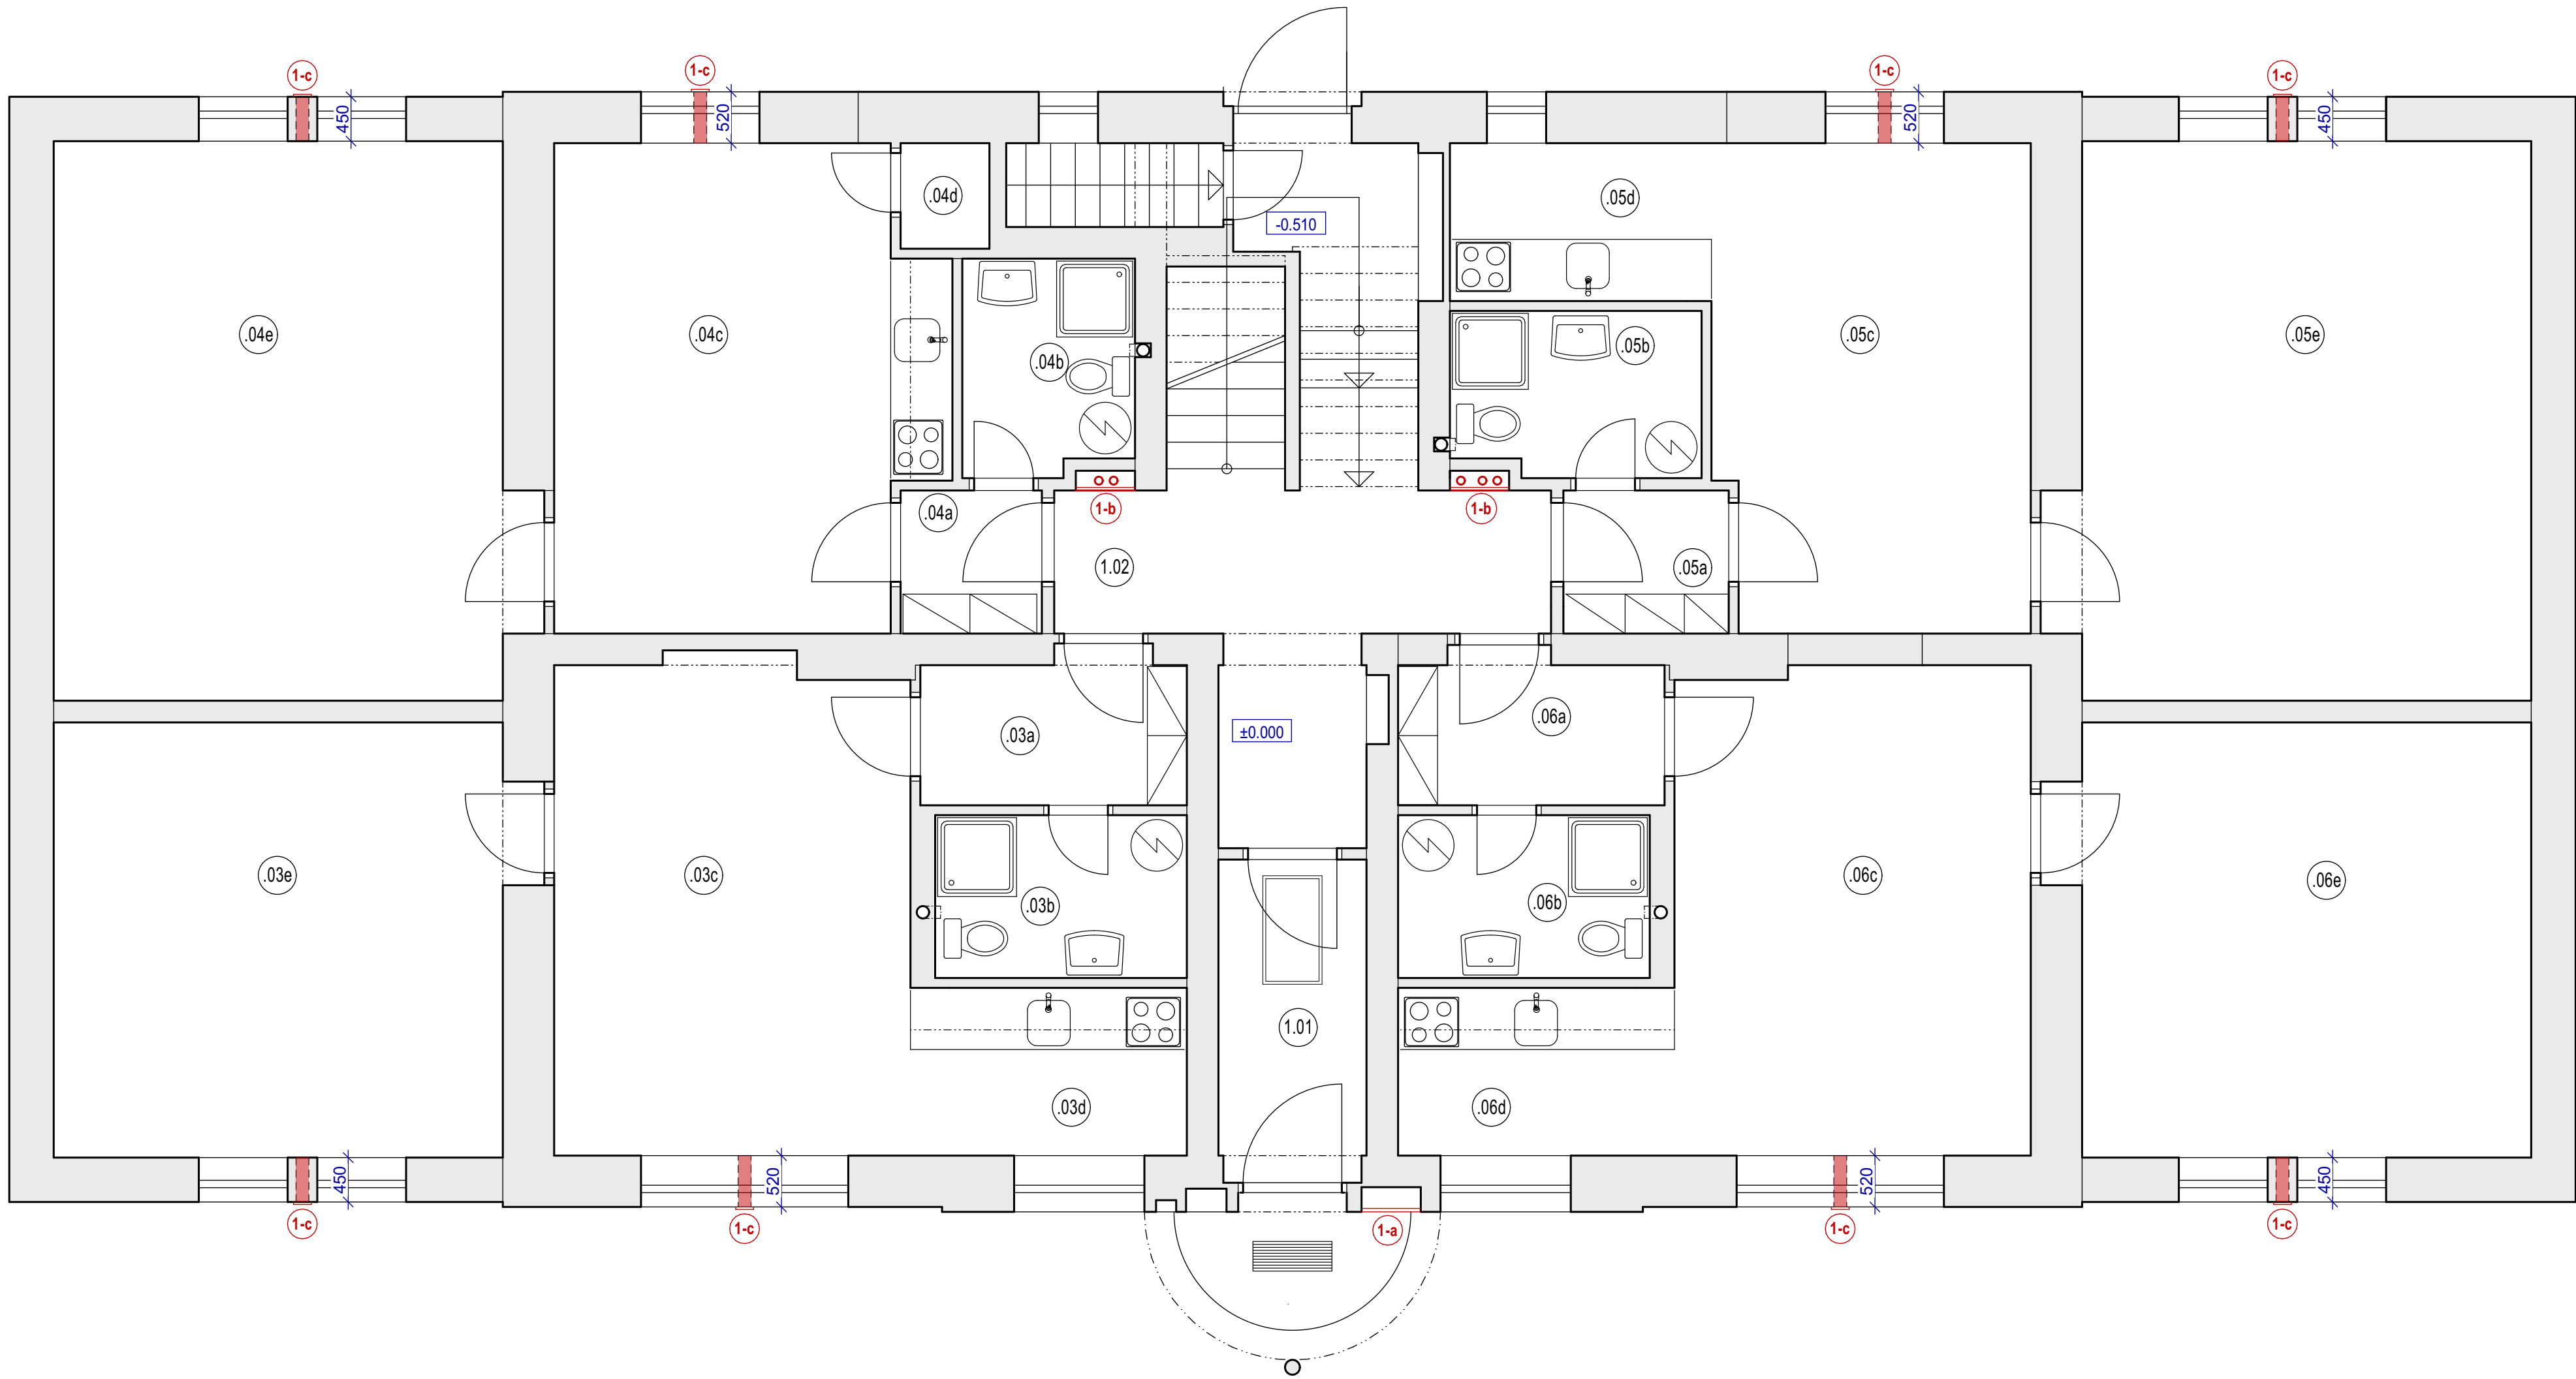 1-c
1-c
1-c
1-c
450
520
520
450
.04d
.05d
-0.510
.04e
.04c
.04b
.05b
.05c
.05e
1-b
1-b
.04a
1.02
.05a
.03a
±0.000
.06a
.03e
.03c
.03b
.06b
.06c
.06e
1.01
.03d
.06d
450
520
520
450
1-c
1-c
1-a
1-c
1-c